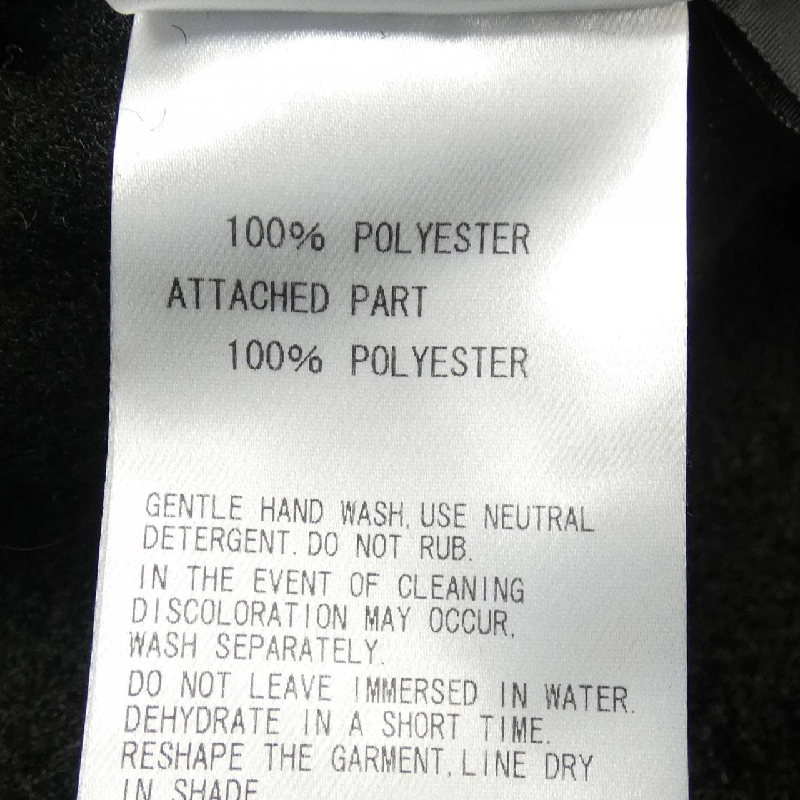 100% POLYESTER
ATTACHED PART
100% POLYESTER
GENTLE HAND WASH, USE NEUTRAL
DETERGENT. DO NOT RUB.
IN THE EVENT OF CLEANING
DISCOLORATION MAY OCCUR,
WASH SEPARATELY.
DO NOT LEAVE IMMERSED IN WATER.
DEHYDRATE IN A SHORT TIME.
RESHAPE THE GARMENT, LINE DRY
IN SHADE